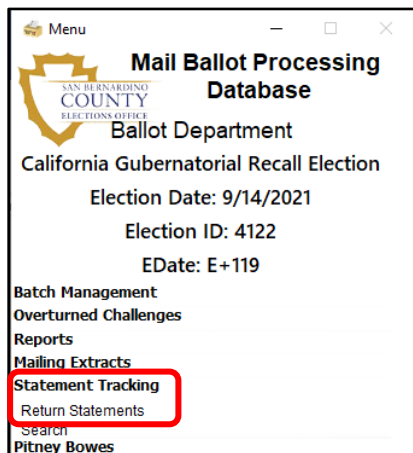 Menu
Mail Ballot Processing
Database
SAN BERNARDINO
COUNTY
ELECTIONS OFFICE
Ballot Department
California Gubernatorial Recall Election
Election Date: 9/14/2021
Election ID: 4122
EDate: E+119
Batch Management
Overturned Challenges
Reports
Mailing Extracts
Statement Tracking
Return Statements
Search
Pitney Bowes